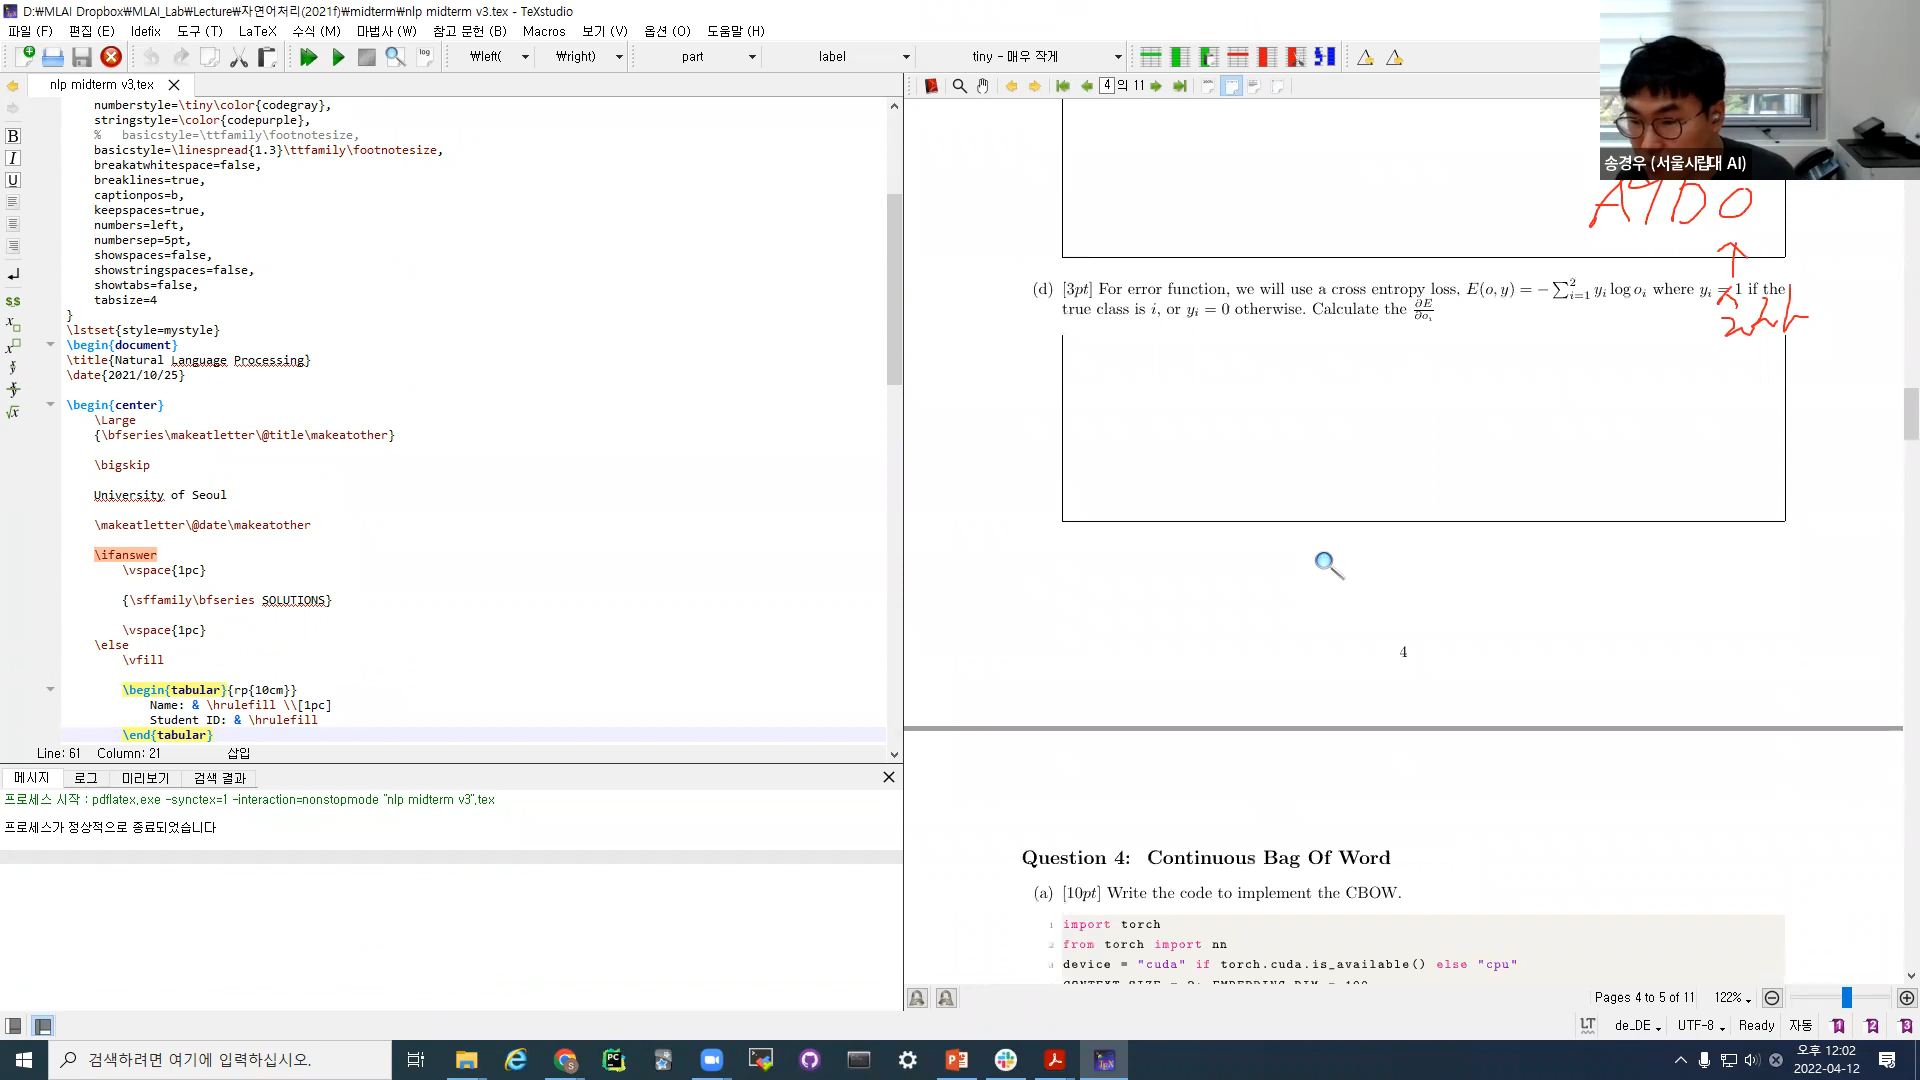 D:₩MLAI Dropbox₩MLAI_Lab₩Lecture₩자연어처리(2021f)₩midterm₩nlp midterm v3.tex - TeXstudio
파일 (F) 편집 (E) Idefix 도구 (T) LaTeX 수식 (M) 마법사 (W) 참고 문헌 (B) Macros 보기 (V) 옵션 (O) 도움말 (H)
log ₩left( ₩right) part label tiny - 매우 작게
nlp midterm v3.tex
4 의 11
numberstyle=\tiny\color{codegray},
stringstyle=\color{codepurple},
% basicstyle=\ttfamily\footnotesize,
basicstyle=\linespread{1.3}\ttfamily\footnotesize,
breakatwhitespace=false,
breaklines=true,
captionpos=b,
keepspaces=true,
numbers=left,
numbersep=5pt,
showspaces=false,
showstringspaces=false,
showtabs=false,
tabsize=4
}
\lstset{style=mystyle}
\begin{document}
\title{Natural Language Processing}
\date{2021/10/25}
\begin{center}
\Large
{\bfseries\makeatletter\@title\makeatother}
\bigskip
University of Seoul
\makeatletter\@date\makeatother
\ifanswer
\vspace{1pc}
{\sffamily\bfseries SOLUTIONS}
\vspace{1pc}
\else
\vfill
\begin{tabular}{rp{10cm}}
Name: & \hrulefill \\[1pc]
Student ID: & \hrulefill
\end{tabular}
Line: 61 Column: 21 삽입
메시지 로그 미리보기 검색 결과
프로세스 시작 : pdflatex.exe -synctex=1 -interaction=nonstopmode "nlp midterm v3".tex
프로세스가 정상적으로 종료되었습니다
송경우 (서울시립대 AI)
(d) [3pt] For error function, we will use a cross entropy loss, E(o, y) = −∑²ᵢ₌₁ yᵢ log oᵢ where yᵢ = 1 if the
true class is i, or yᵢ = 0 otherwise. Calculate the ∂E/∂oᵢ
4
Question 4: Continuous Bag Of Word
(a) [10pt] Write the code to implement the CBOW.
1 import torch
2 from torch import nn
3 device = "cuda" if torch.cuda.is_available() else "cpu"
Pages 4 to 5 of 11 122%
LT de_DE UTF-8 Ready 자동 1 2 3
검색하려면 여기에 입력하십시오.
오후 12:02
2022-04-12